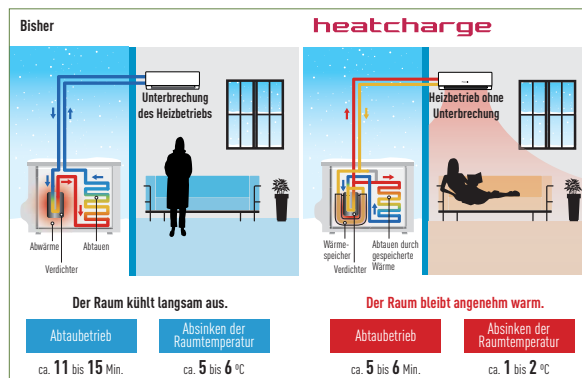 Bisher
Unterbrechung
des Heizbetriebs
Abwärme
Verdichter
Abtauen
Der Raum kühlt langsam aus.
Abtaubetrieb
ca. 11 bis 15 Min.
Absinken der
Raumtemperatur
ca. 5 bis 6 ºC
heatcharge
Heizbetrieb ohne
Unterbrechung
Wärme-
speicher
Verdichter
Abtauen durch
gespeicherte
Wärme
Der Raum bleibt angenehm warm.
Abtaubetrieb
ca. 5 bis 6 Min.
Absinken der
Raumtemperatur
ca. 1 bis 2 ºC